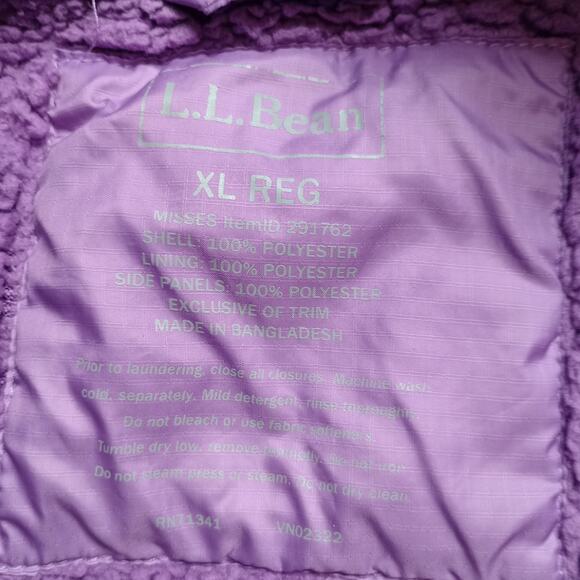 L.L.Bean
XL REG
MISSES ItemID 291762
SHELL: 100% POLYESTER
LINING: 100% POLYESTER
SIDE PANELS: 100% POLYESTER
EXCLUSIVE OF TRIM
MADE IN BANGLADESH
Prior to laundering, close all closures. Machine wash
cold, separately. Mild detergent, rinse thoroughly.
Do not bleach or use fabric softeners.
Tumble dry low, remove promptly. Do not iron.
Do not steam press or steam. Do not dry clean.
RN71341 VN02322